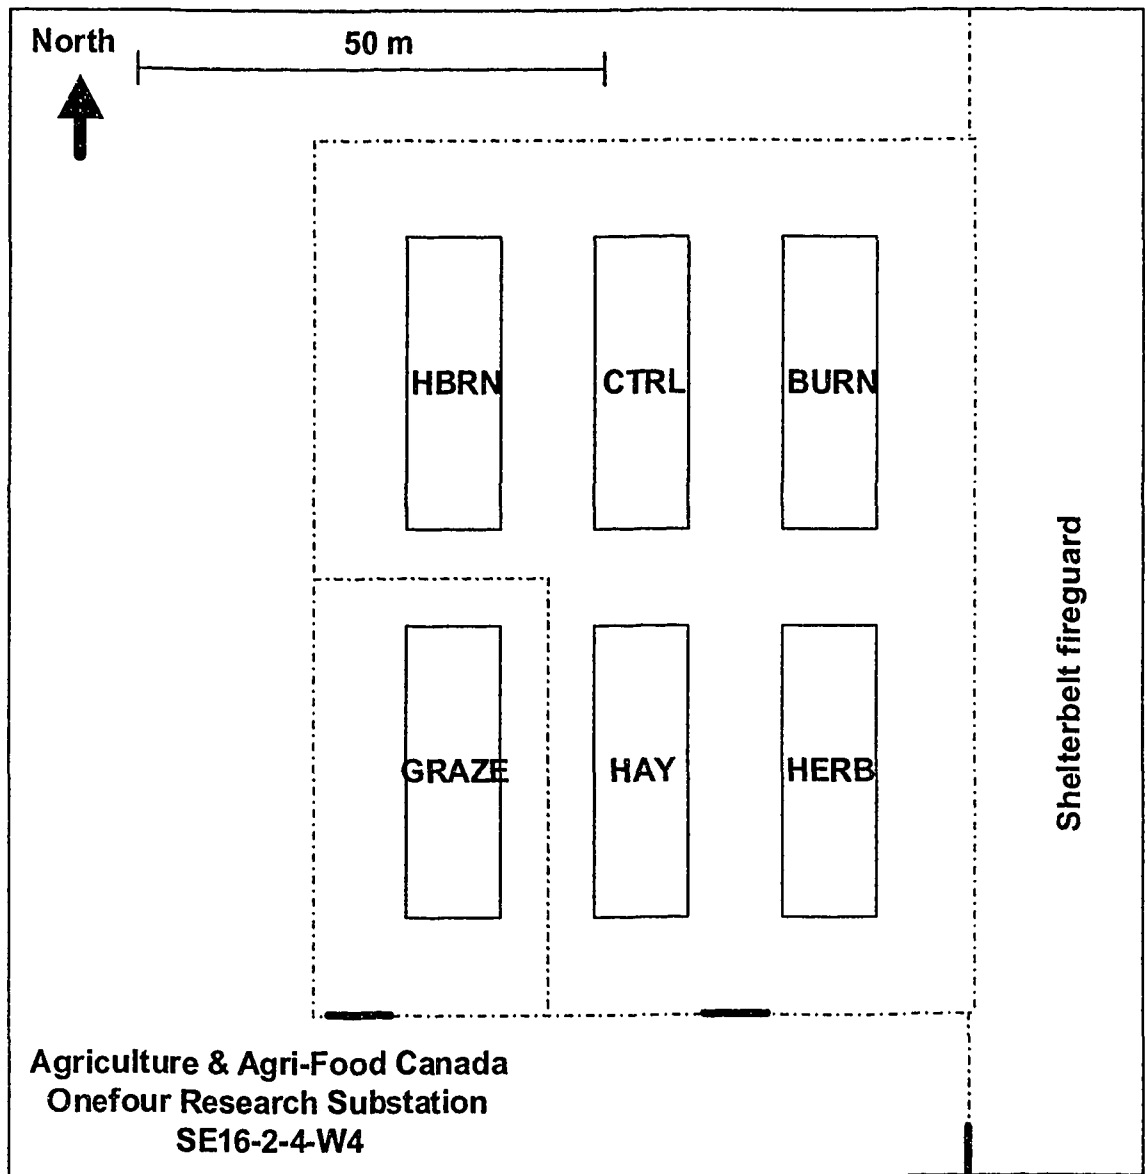 North
50 m
HBRN
CTRL
BURN
GRAZE
HAY
HERB
Shelterbelt fireguard
Agriculture & Agri-Food Canada
Onefour Research Substation
SE16-2-4-W4